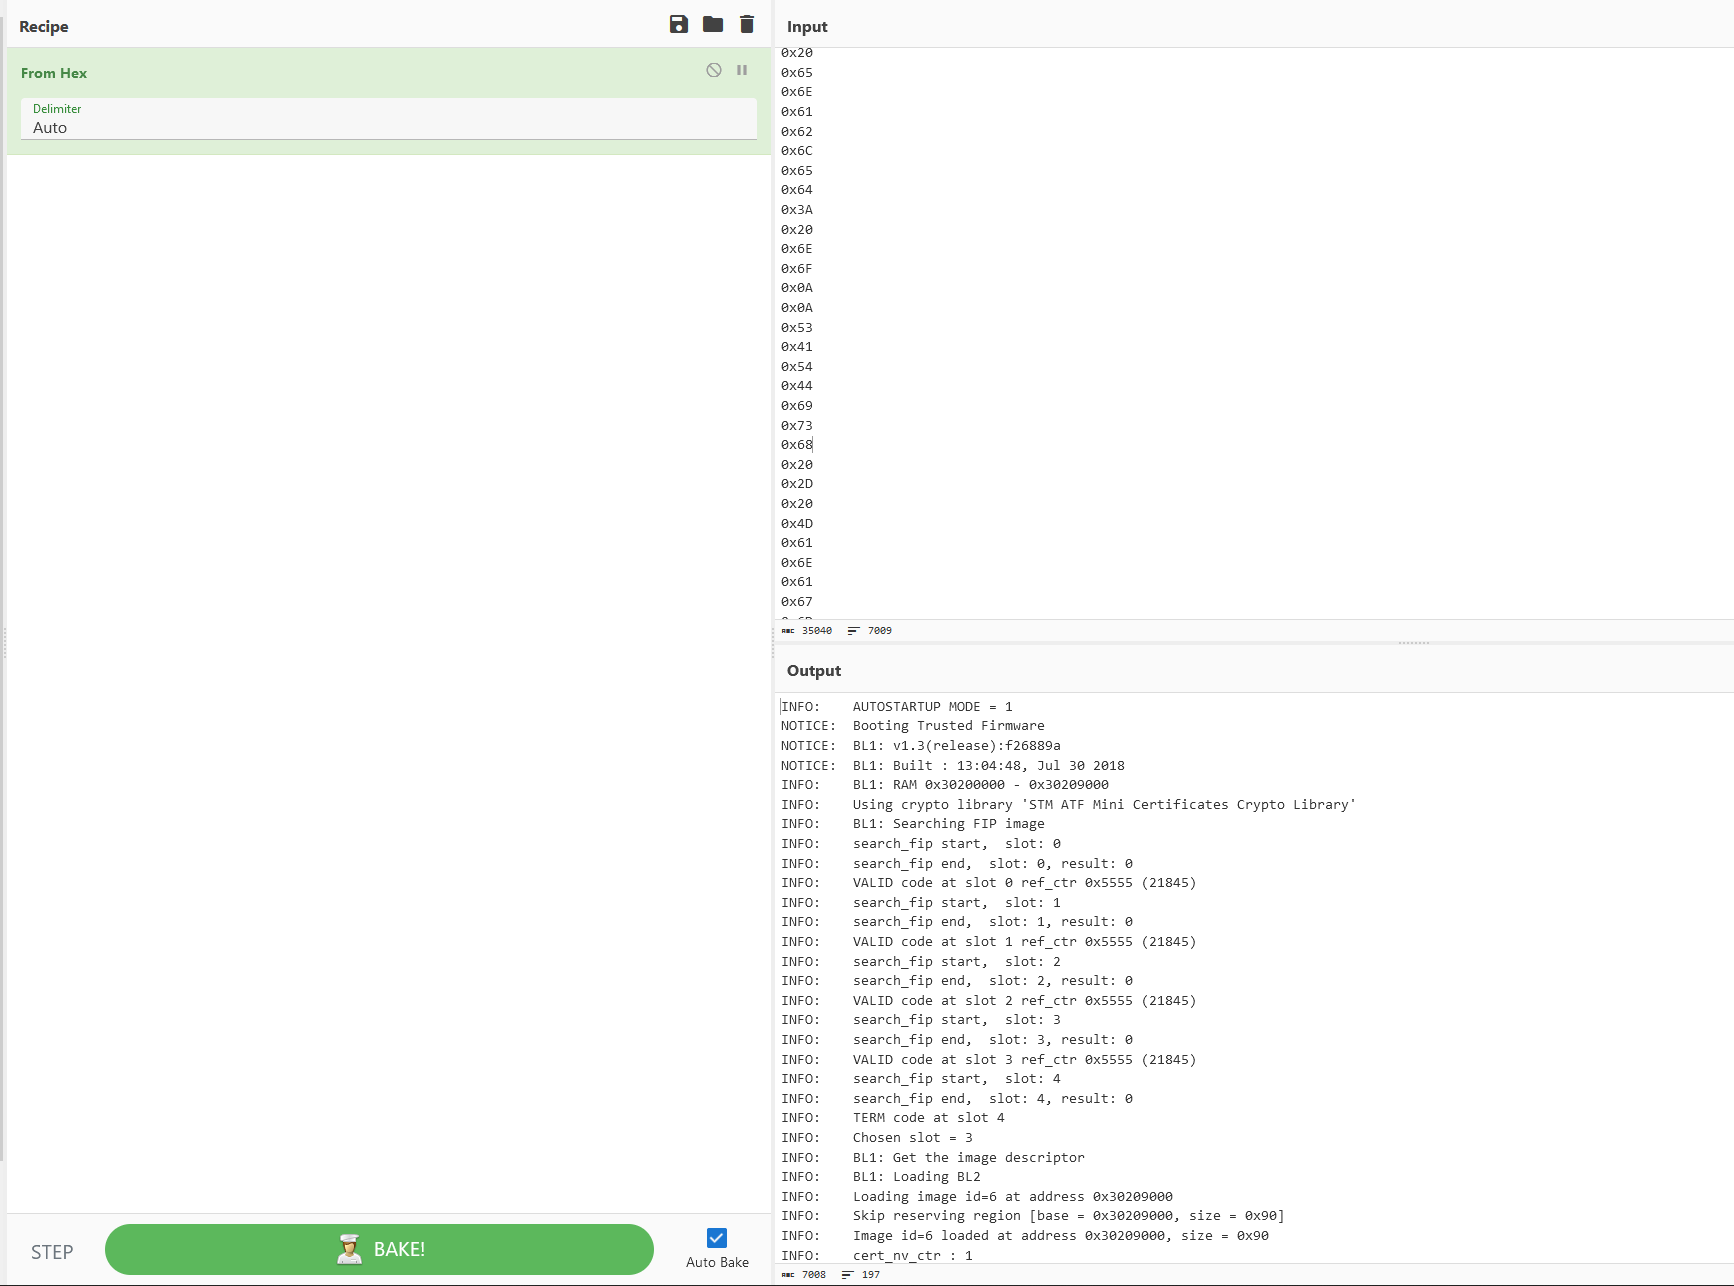 Recipe
From Hex
Delimiter
Auto
STEP
BAKE!
Auto Bake
Input
0x20
0x65
0x6E
0x61
0x62
0x6C
0x65
0x64
0x3A
0x20
0x6E
0x6F
0x0A
0x0A
0x53
0x41
0x54
0x44
0x69
0x73
0x68
0x20
0x2D
0x20
0x4D
0x61
0x6E
0x61
0x67
ABC 35040 7009
Output
INFO: AUTOSTARTUP MODE = 1
NOTICE: Booting Trusted Firmware
NOTICE: BL1: v1.3(release):f26889a
NOTICE: BL1: Built : 13:04:48, Jul 30 2018
INFO: BL1: RAM 0x30200000 - 0x30209000
INFO: Using crypto library 'STM ATF Mini Certificates Crypto Library'
INFO: BL1: Searching FIP image
INFO: search_fip start, slot: 0
INFO: search_fip end, slot: 0, result: 0
INFO: VALID code at slot 0 ref_ctr 0x5555 (21845)
INFO: search_fip start, slot: 1
INFO: search_fip end, slot: 1, result: 0
INFO: VALID code at slot 1 ref_ctr 0x5555 (21845)
INFO: search_fip start, slot: 2
INFO: search_fip end, slot: 2, result: 0
INFO: VALID code at slot 2 ref_ctr 0x5555 (21845)
INFO: search_fip start, slot: 3
INFO: search_fip end, slot: 3, result: 0
INFO: VALID code at slot 3 ref_ctr 0x5555 (21845)
INFO: search_fip start, slot: 4
INFO: search_fip end, slot: 4, result: 0
INFO: TERM code at slot 4
INFO: Chosen slot = 3
INFO: BL1: Get the image descriptor
INFO: BL1: Loading BL2
INFO: Loading image id=6 at address 0x30209000
INFO: Skip reserving region [base = 0x30209000, size = 0x90]
INFO: Image id=6 loaded at address 0x30209000, size = 0x90
INFO: cert_nv_ctr : 1
ABC 7008 197